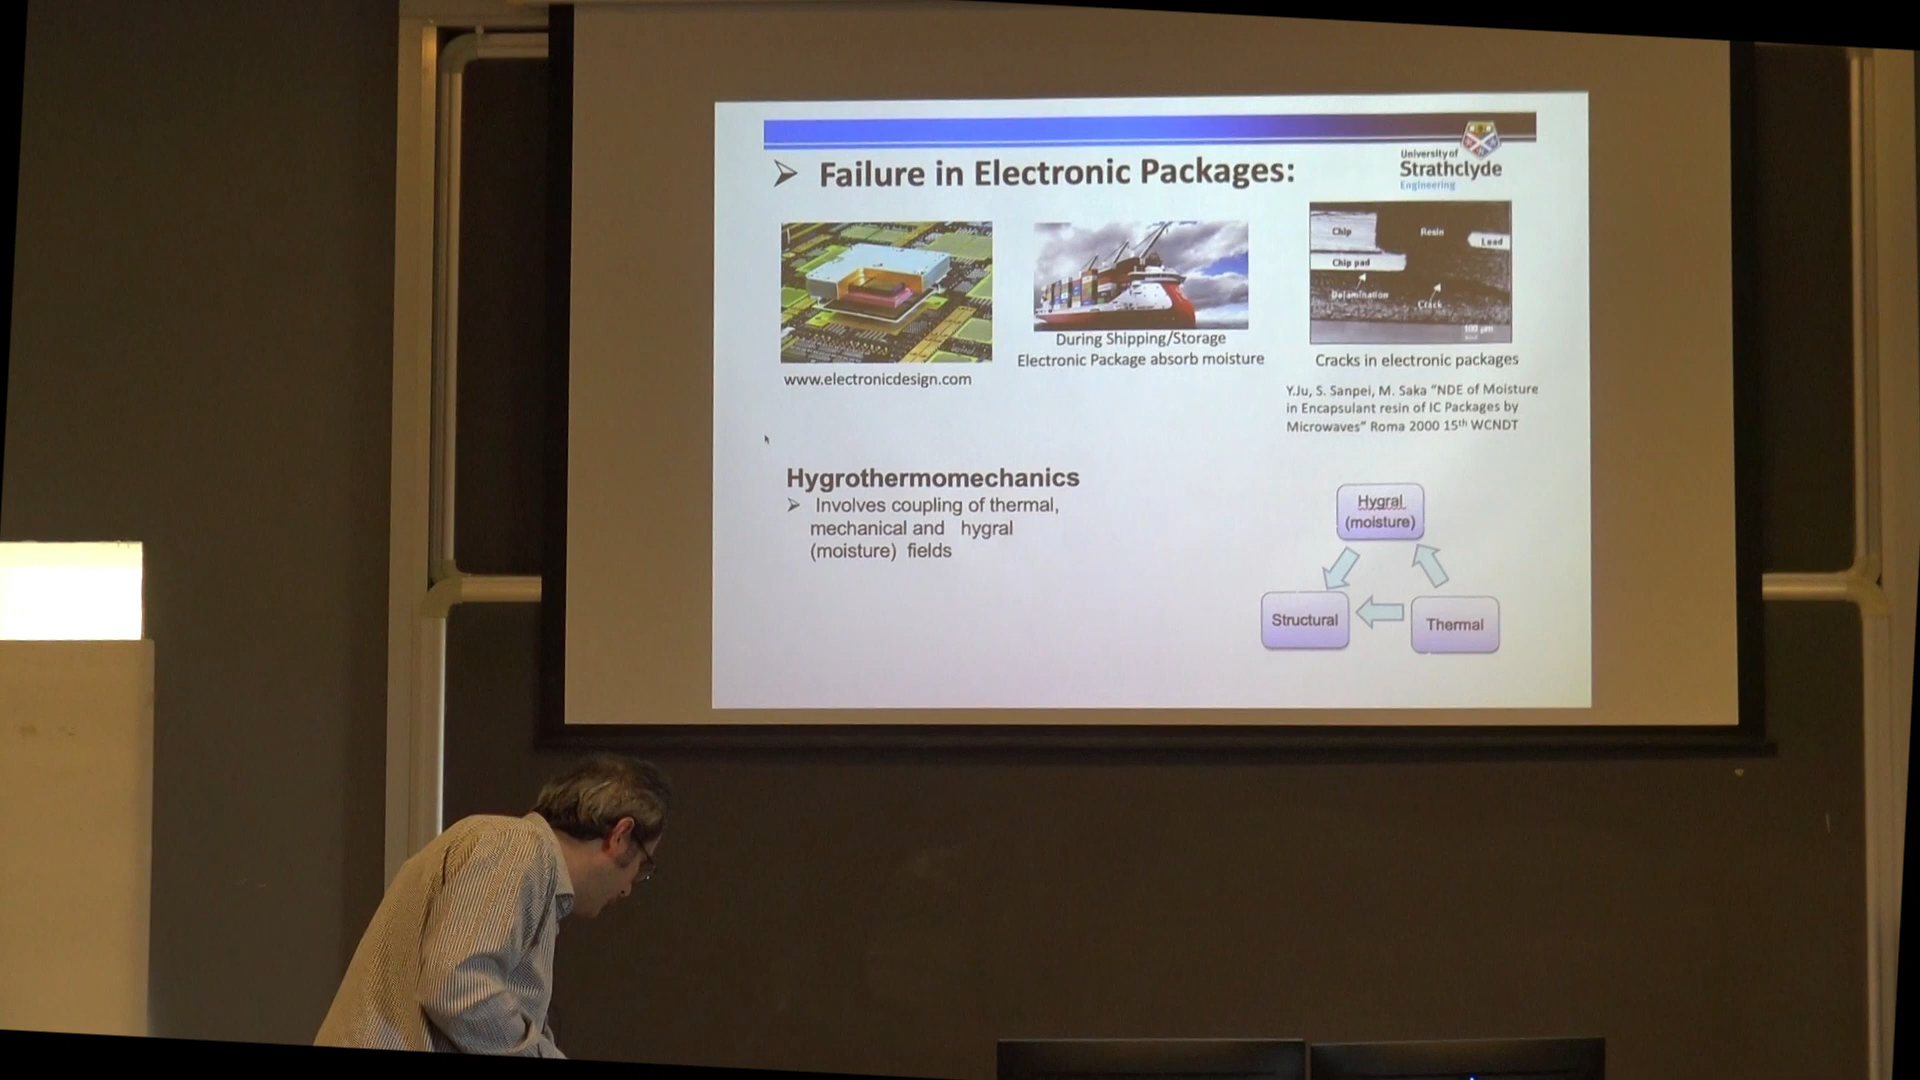 University of
Strathclyde
Engineering
➢ Failure in Electronic Packages:
Chip
Resin
Lead
Chip pad
Delamination
Crack
100 µm
www.electronicdesign.com
During Shipping/Storage
Electronic Package absorb moisture
Cracks in electronic packages
Y.Ju, S. Sanpei, M. Saka "NDE of Moisture
in Encapsulant resin of IC Packages by
Microwaves" Roma 2000 15th WCNDT
Hygrothermomechanics
➢ Involves coupling of thermal,
mechanical and hygral
(moisture) fields
Hygral
(moisture)
Structural
Thermal